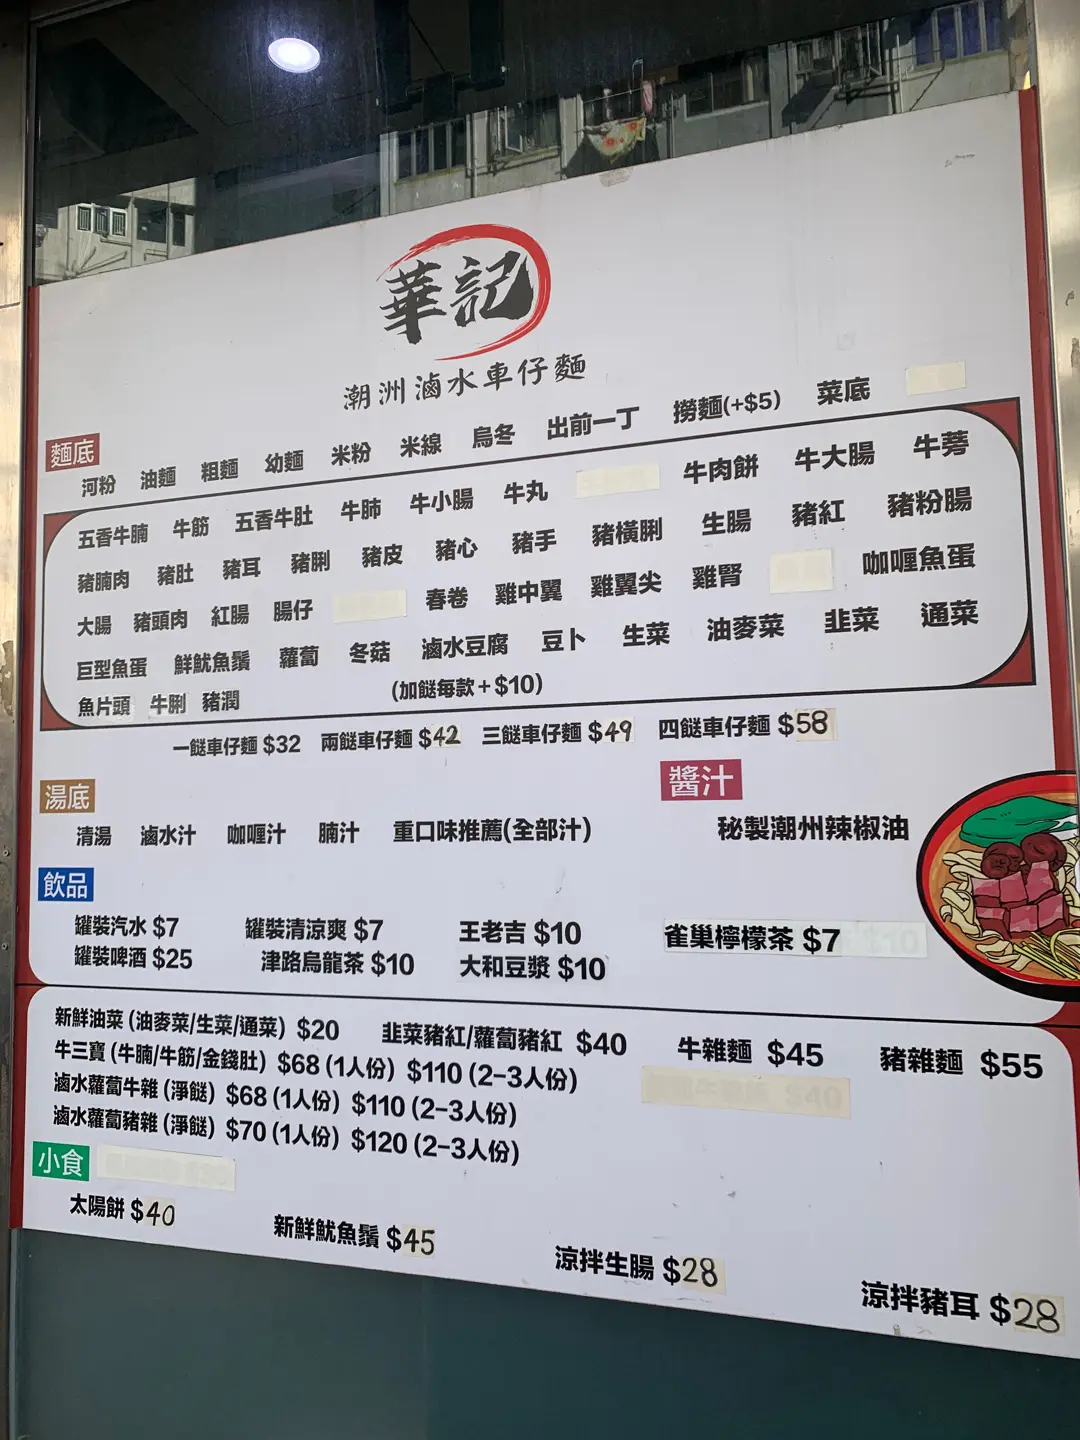 華記
潮洲滷水車仔麵
麵底
河粉 油麵 粗麵 幼麵 米粉 米線 烏冬 出前一丁 撈麵(+$5) 菜底
五香牛腩 牛筋 五香牛肚 牛肺 牛小腸 牛丸 牛肉餅 牛大腸 牛蒡
豬腩肉 豬肚 豬耳 豬脷 豬皮 豬心 豬手 豬橫脷 生腸 豬紅 豬粉腸
大腸 豬頭肉 紅腸 腸仔 春卷 雞中翼 雞翼尖 雞腎 咖喱魚蛋
巨型魚蛋 鮮魷魚鬚 蘿蔔 冬菇 滷水豆腐 豆卜 生菜 油麥菜 韭菜 通菜
魚片頭 牛脷 豬潤 (加餸每款+$10)
一餸車仔麵 $32 兩餸車仔麵 $42 三餸車仔麵 $49 四餸車仔麵 $58
湯底 醬汁
清湯 滷水汁 咖喱汁 腩汁 重口味推薦(全部汁) 秘製潮州辣椒油
飲品
罐裝汽水 $7 罐裝清涼爽 $7 王老吉 $10 雀巢檸檬茶 $7
罐裝啤酒 $25 津路烏龍茶 $10 大和豆漿 $10
新鮮油菜 (油麥菜/生菜/通菜) $20 韭菜豬紅/蘿蔔豬紅 $40 牛雜麵 $45 豬雜麵 $55
牛三寶 (牛腩/牛筋/金錢肚) $68 (1人份) $110 (2-3人份)
滷水蘿蔔牛雜 (淨餸) $68 (1人份) $110 (2-3人份)
滷水蘿蔔豬雜 (淨餸) $70 (1人份) $120 (2-3人份)
小食
太陽餅 $40 新鮮魷魚鬚 $45 涼拌生腸 $28 涼拌豬耳 $28